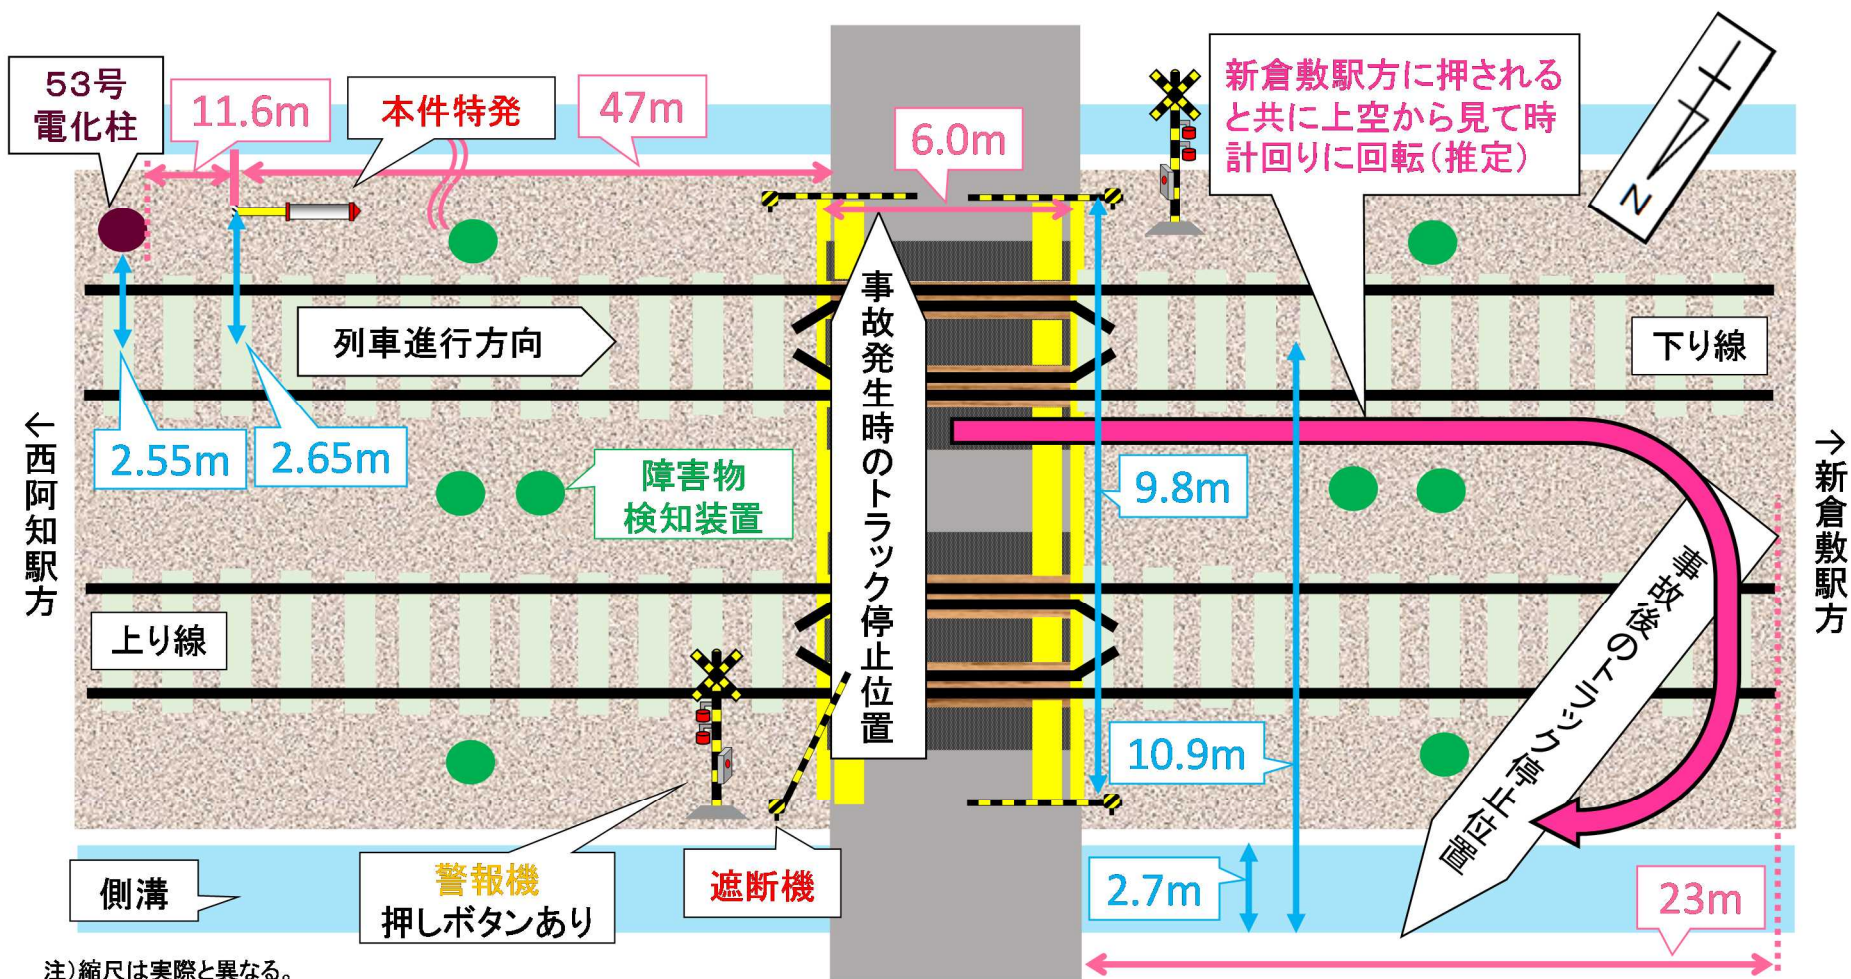 53号
電化柱
11.6m
本件特発
47m
6.0m
新倉敷駅方に押される
と共に上空から見て時
計回りに回転(推定)
N
列車進行方向
下り線
2.55m
2.65m
障害物
検知装置
事故発生時のトラック停止位置
9.8m
←西阿知駅方
→新倉敷駅方
上り線
事故後のトラック停止位置
10.9m
側溝
警報機
押しボタンあり
遮断機
2.7m
23m
注)縮尺は実際と異なる。